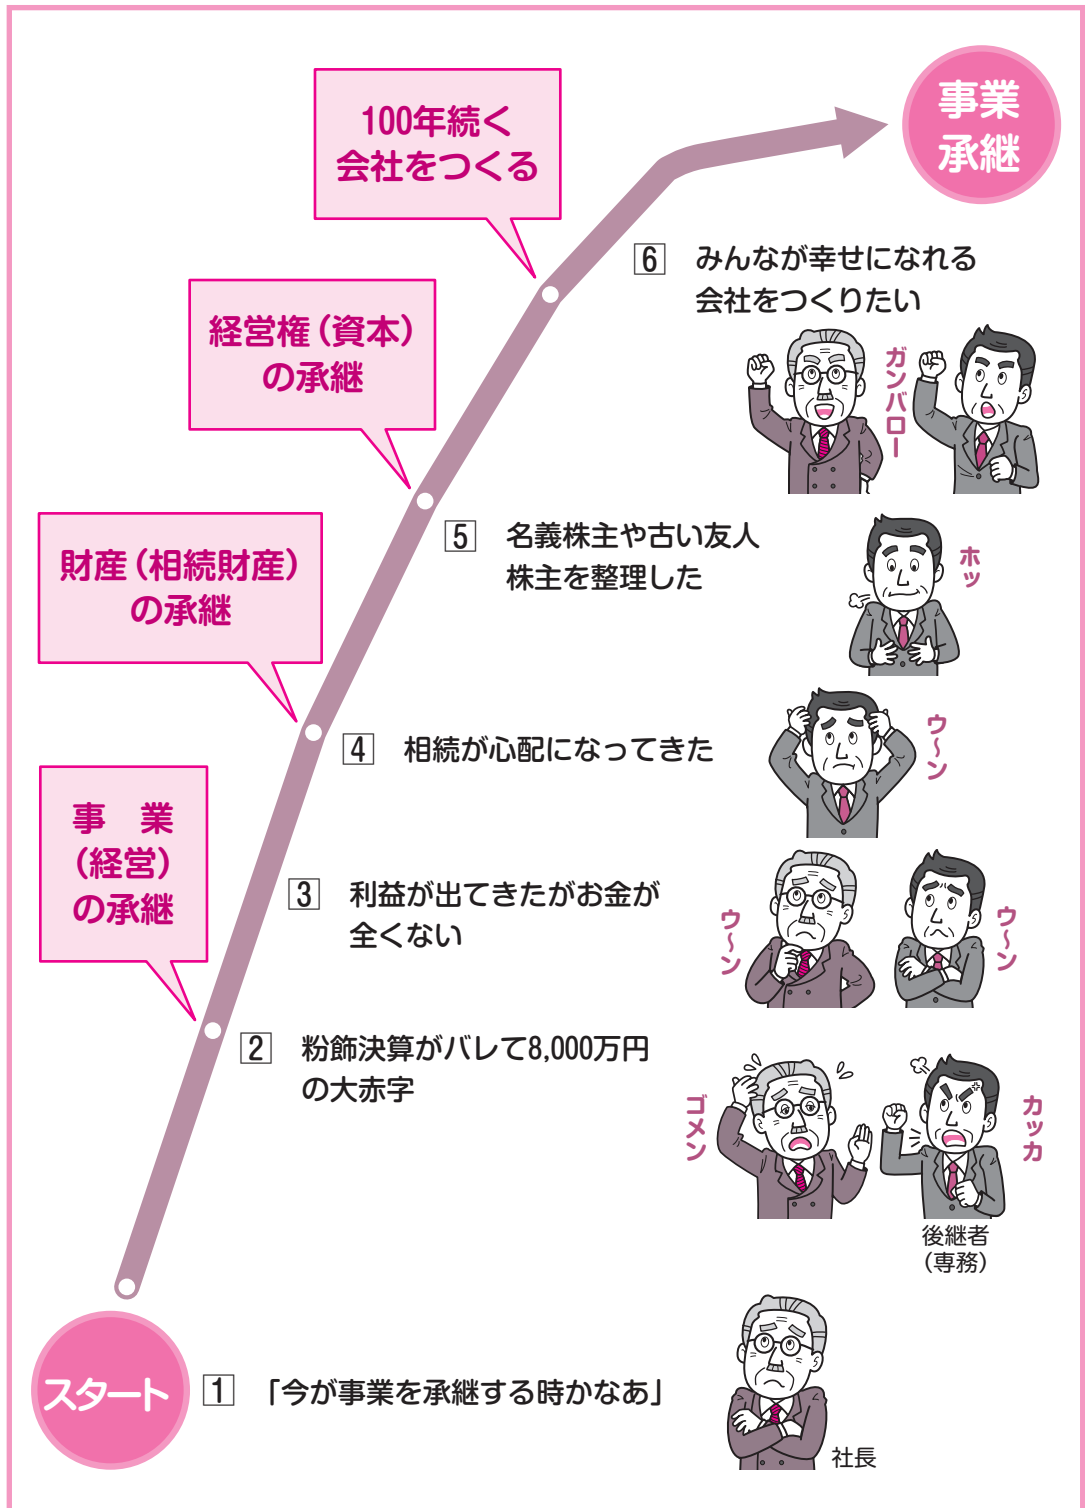 事業
承継
100年続く
会社をつくる
6 みんなが幸せになれる
会社をつくりたい
ガンバロー
経営権(資本)
の承継
5 名義株主や古い友人
株主を整理した
ホッ
財産(相続財産)
の承継
4 相続が心配になってきた
ウ〜ン
事 業
(経営)
の承継
3 利益が出てきたがお金が
全くない
ウ〜ン
ウ〜ン
2 粉飾決算がバレて8,000万円
の大赤字
ゴメン
カッカ
後継者
(専務)
スタート
1 「今が事業を承継する時かなあ」
社長